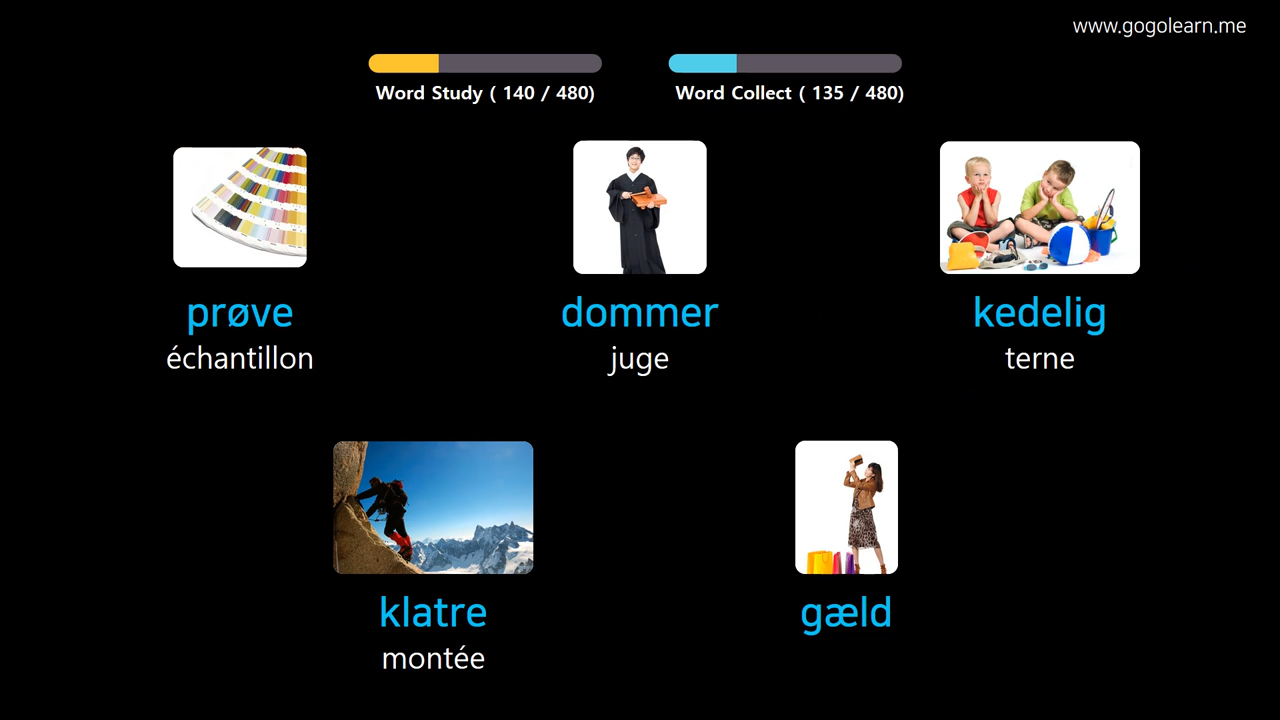 www.gogolearn.me
Word Study ( 140 / 480)
Word Collect ( 135 / 480)
prøve
échantillon
dommer
juge
kedelig
terne
klatre
montée
gæld